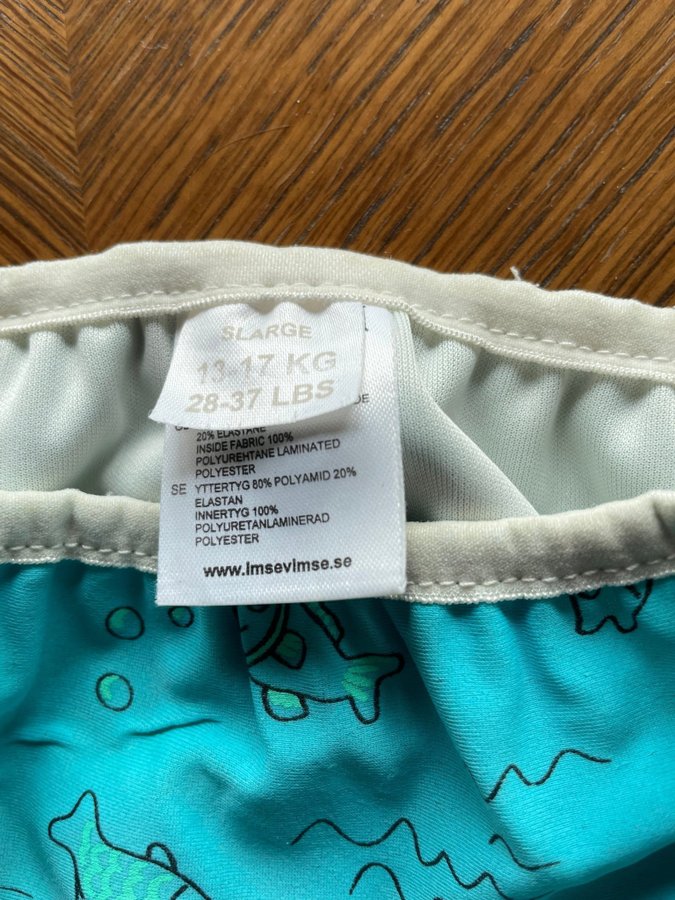 SLARGE
13-17 KG
28-37 LBS
DE
20% ELASTANE
INSIDE FABRIC 100%
POLYUREHTANE LAMINATED
POLYESTER
SE YTTERTYG 80% POLYAMID 20%
ELASTAN
INNERTYG 100%
POLYURETANLAMINERAD
POLYESTER
www.ImseVimse.se